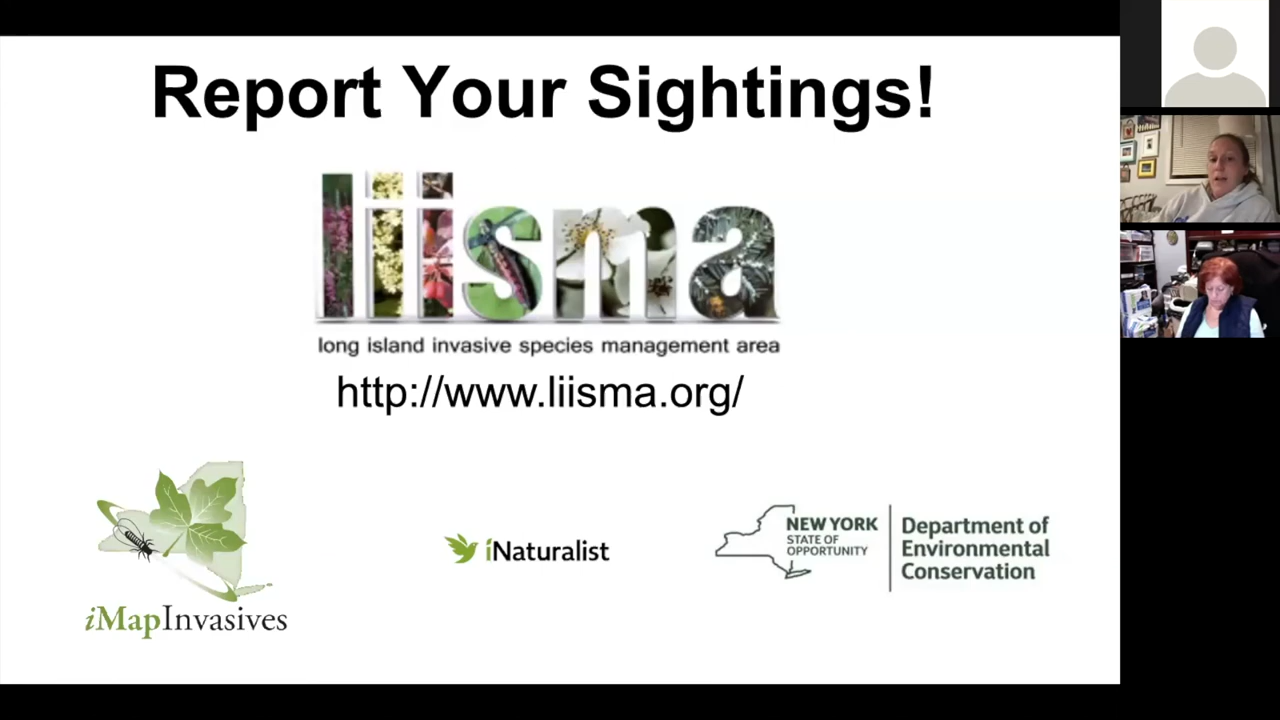 Report Your Sightings!
liisma
long island invasive species management area
http://www.liisma.org/
iMapInvasives
iNaturalist
NEW YORK
STATE OF
OPPORTUNITY
Department of
Environmental
Conservation